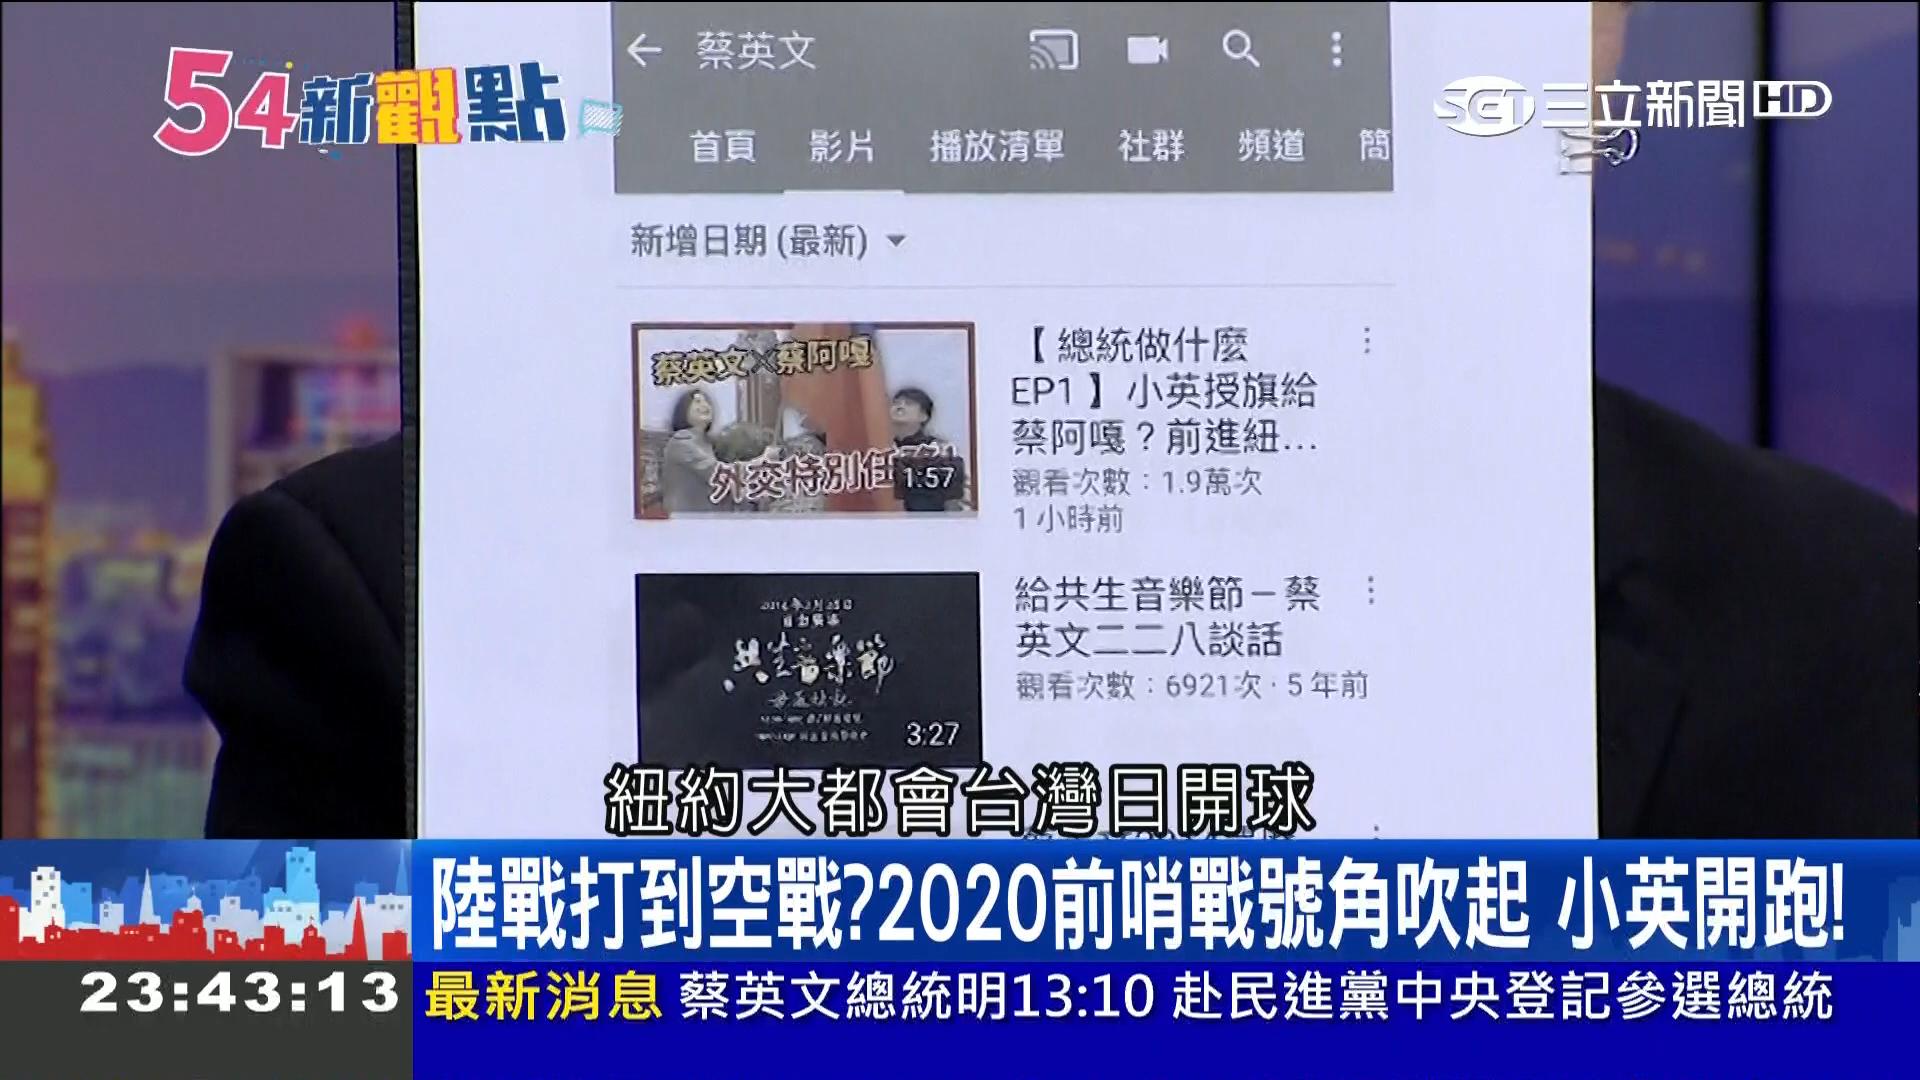 54新觀點
SET三立新聞HD
蔡英文
首頁 影片 播放清單 社群 頻道 簡
新增日期 (最新)
蔡英文×蔡阿嘎
外交特別任
1:57
【總統做什麼
EP1】小英授旗給
蔡阿嘎？前進紐...
觀看次數：1.9萬次
1 小時前
共生音樂節
3:27
給共生音樂節－蔡
英文二二八談話
觀看次數：6921次·5 年前
紐約大都會台灣日開球
陸戰打到空戰?2020前哨戰號角吹起 小英開跑!
23:43:13
最新消息 蔡英文總統明13:10 赴民進黨中央登記參選總統